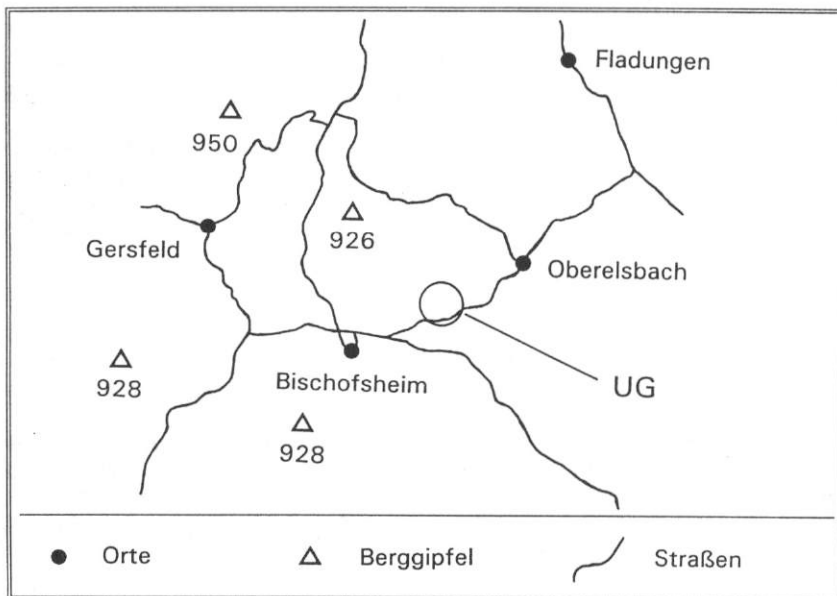 Fladungen
950
926
Gersfeld
Oberelsbach
928
Bischofsheim
UG
928
Orte Berggipfel Straßen